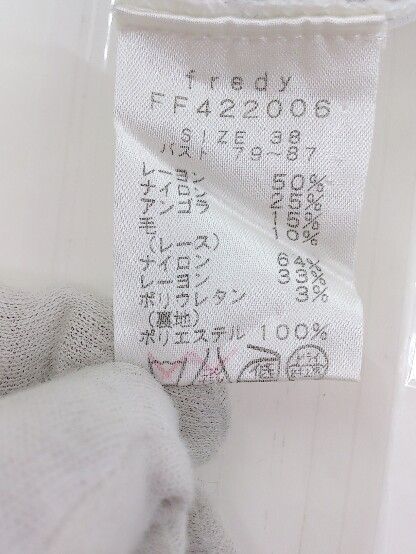 fredy
FF422006
SIZE 38
バスト 79~87
レーヨン 50%
ナイロン 25%
アンゴラ 15%
毛 10%
(レース)
ナイロン 64%
レーヨン 33%
ポリウレタン 3%
(裏地)
ポリエステル 100%
低